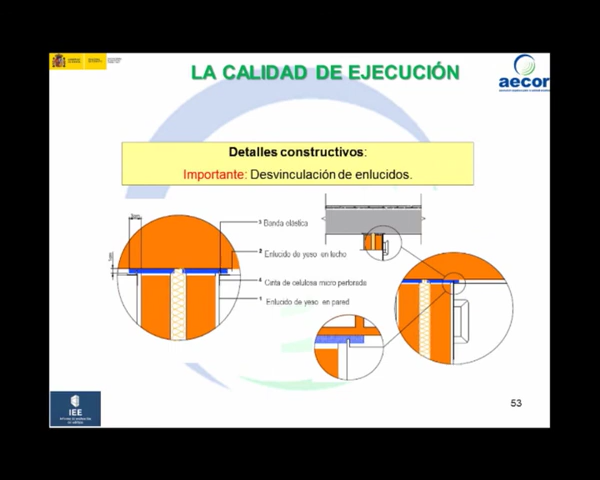 LA CALIDAD DE EJECUCIÓN
aecor
Detalles constructivos:
Importante: Desvinculación de enlucidos.
3 Banda elástica
2 Enlucido de yeso en techo
4 Cinta de celulosa micro perforada
1 Enlucido de yeso en pared
IEE
53